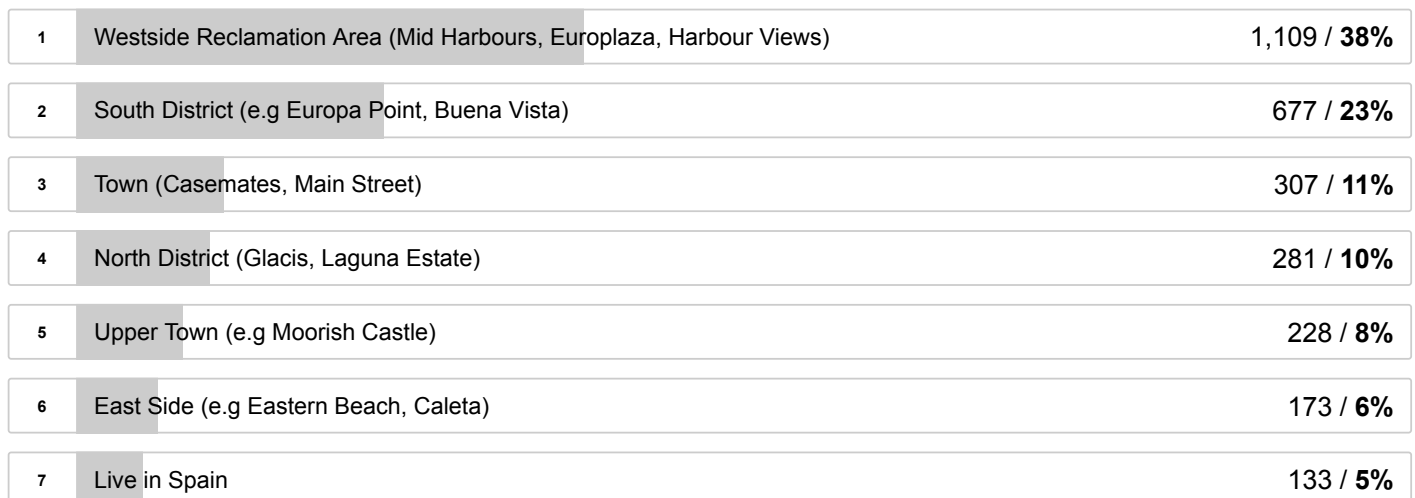 1 Westside Reclamation Area (Mid Harbours, Europlaza, Harbour Views) 1,109 / 38%
2 South District (e.g Europa Point, Buena Vista) 677 / 23%
3 Town (Casemates, Main Street) 307 / 11%
4 North District (Glacis, Laguna Estate) 281 / 10%
5 Upper Town (e.g Moorish Castle) 228 / 8%
6 East Side (e.g Eastern Beach, Caleta) 173 / 6%
7 Live in Spain 133 / 5%